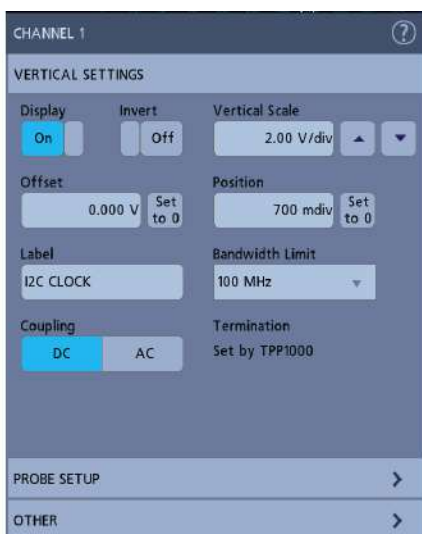 CHANNEL 1
?
VERTICAL SETTINGS
Display Invert Vertical Scale
On Off 2.00 V/div
Offset Position
0.000 V Set to 0 700 mdiv Set to 0
Label Bandwidth Limit
I2C CLOCK 100 MHz
Coupling Termination
DC AC Set by TPP1000
PROBE SETUP
OTHER